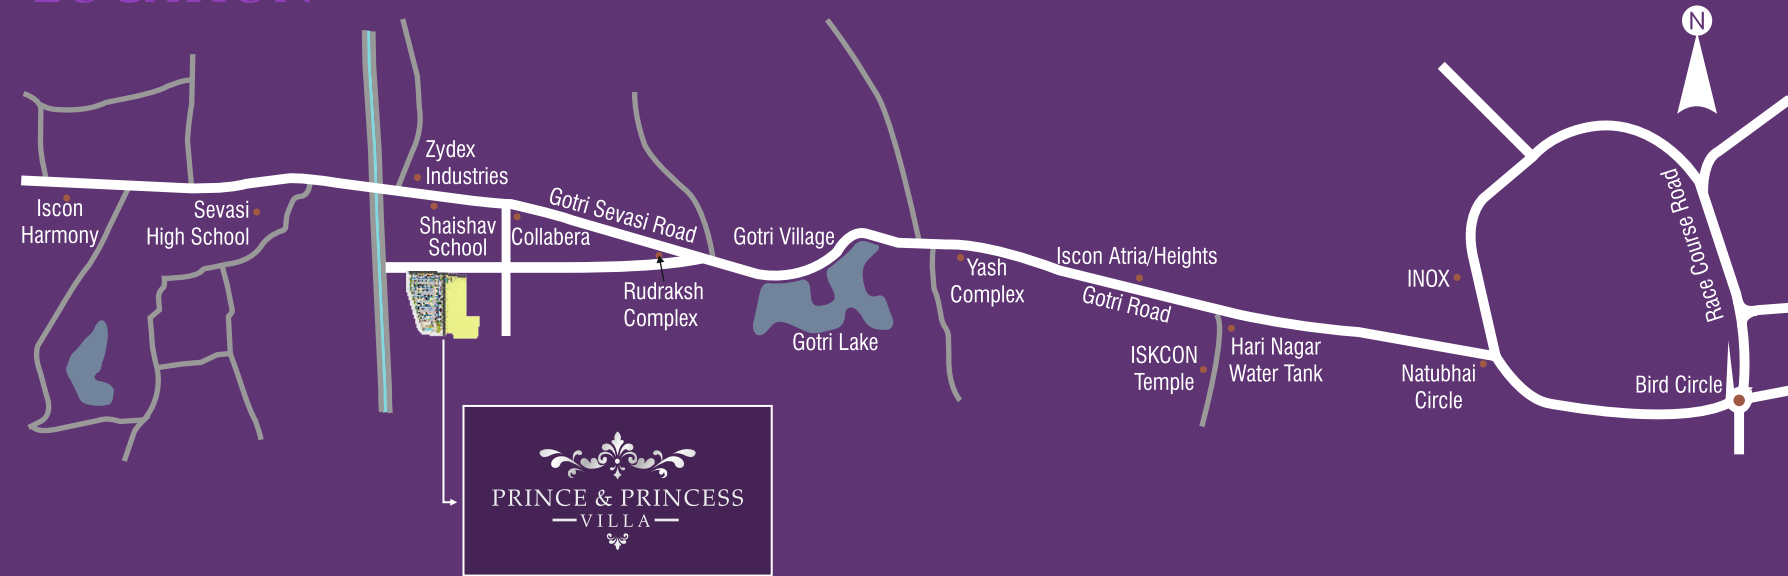 LOCATION
N
Zydex
Industries
Iscon
Harmony
Sevasi
High School
Shaishav
School
Collabera
Gotri Sevasi Road
Rudraksh
Complex
Gotri Village
Gotri Lake
Yash
Complex
Iscon Atria/Heights
Gotri Road
ISKCON
Temple
Hari Nagar
Water Tank
INOX
Natubhai
Circle
Race Course Road
Bird Circle
PRINCE & PRINCESS
VILLA